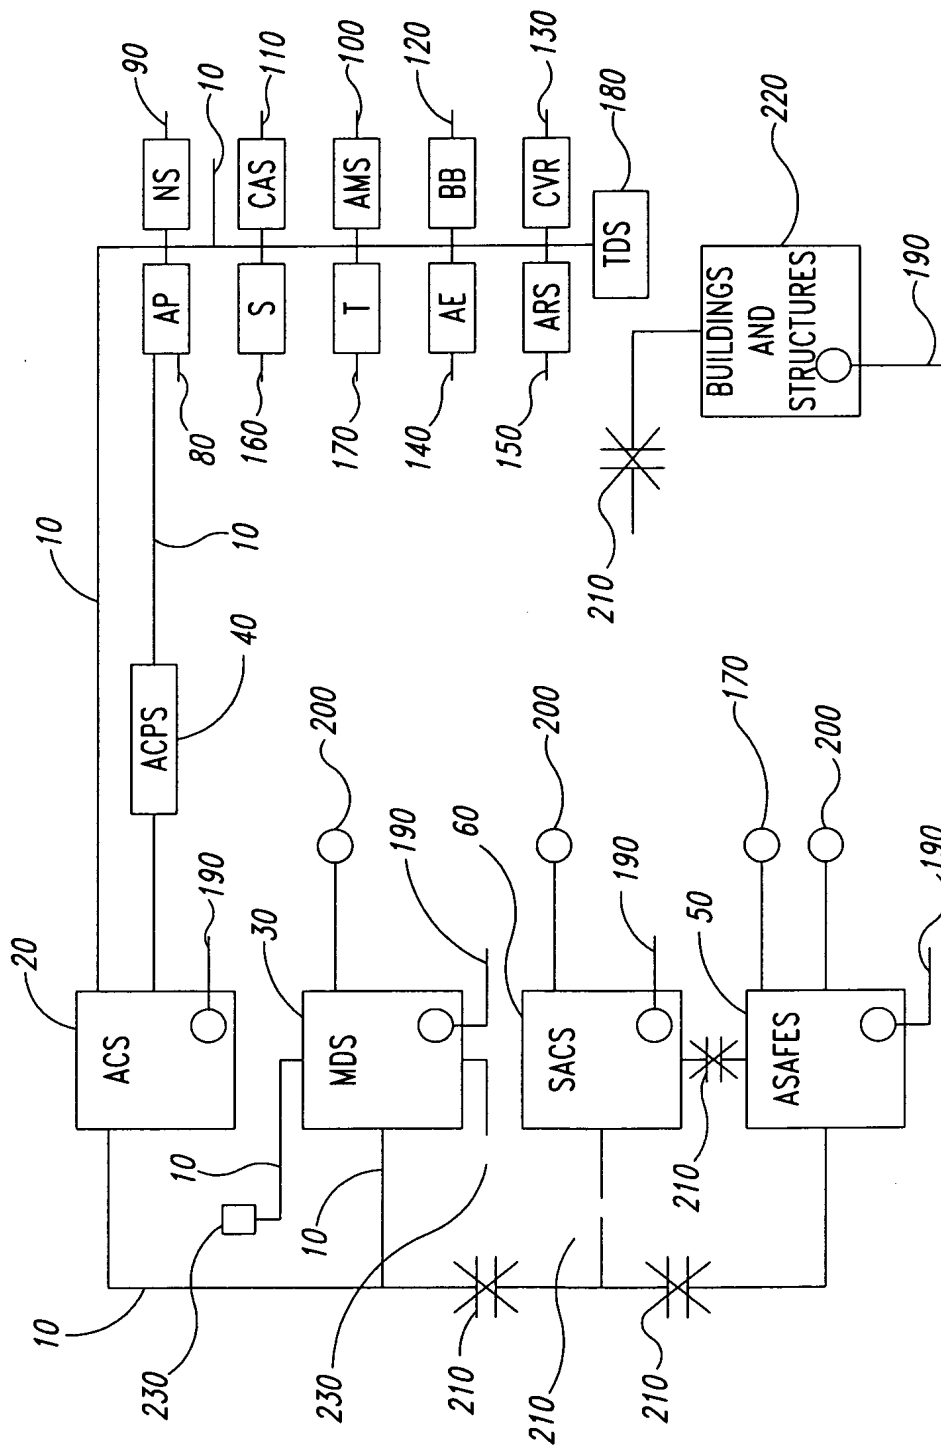 10
20
10
ACS
230
ACPS
AP
NS
90
190
80
10
40
10
10
30
160
S
CAS
110
10
230
MDS
200
170
T
AMS
100
190
140
AE
BB
120
210
60
210
SACS
200
150
ARS
CVR
130
190
210
TDS
180
210
210
50
170
BUILDINGS
AND
STRUCTURES
220
ASAFES
200
190
190